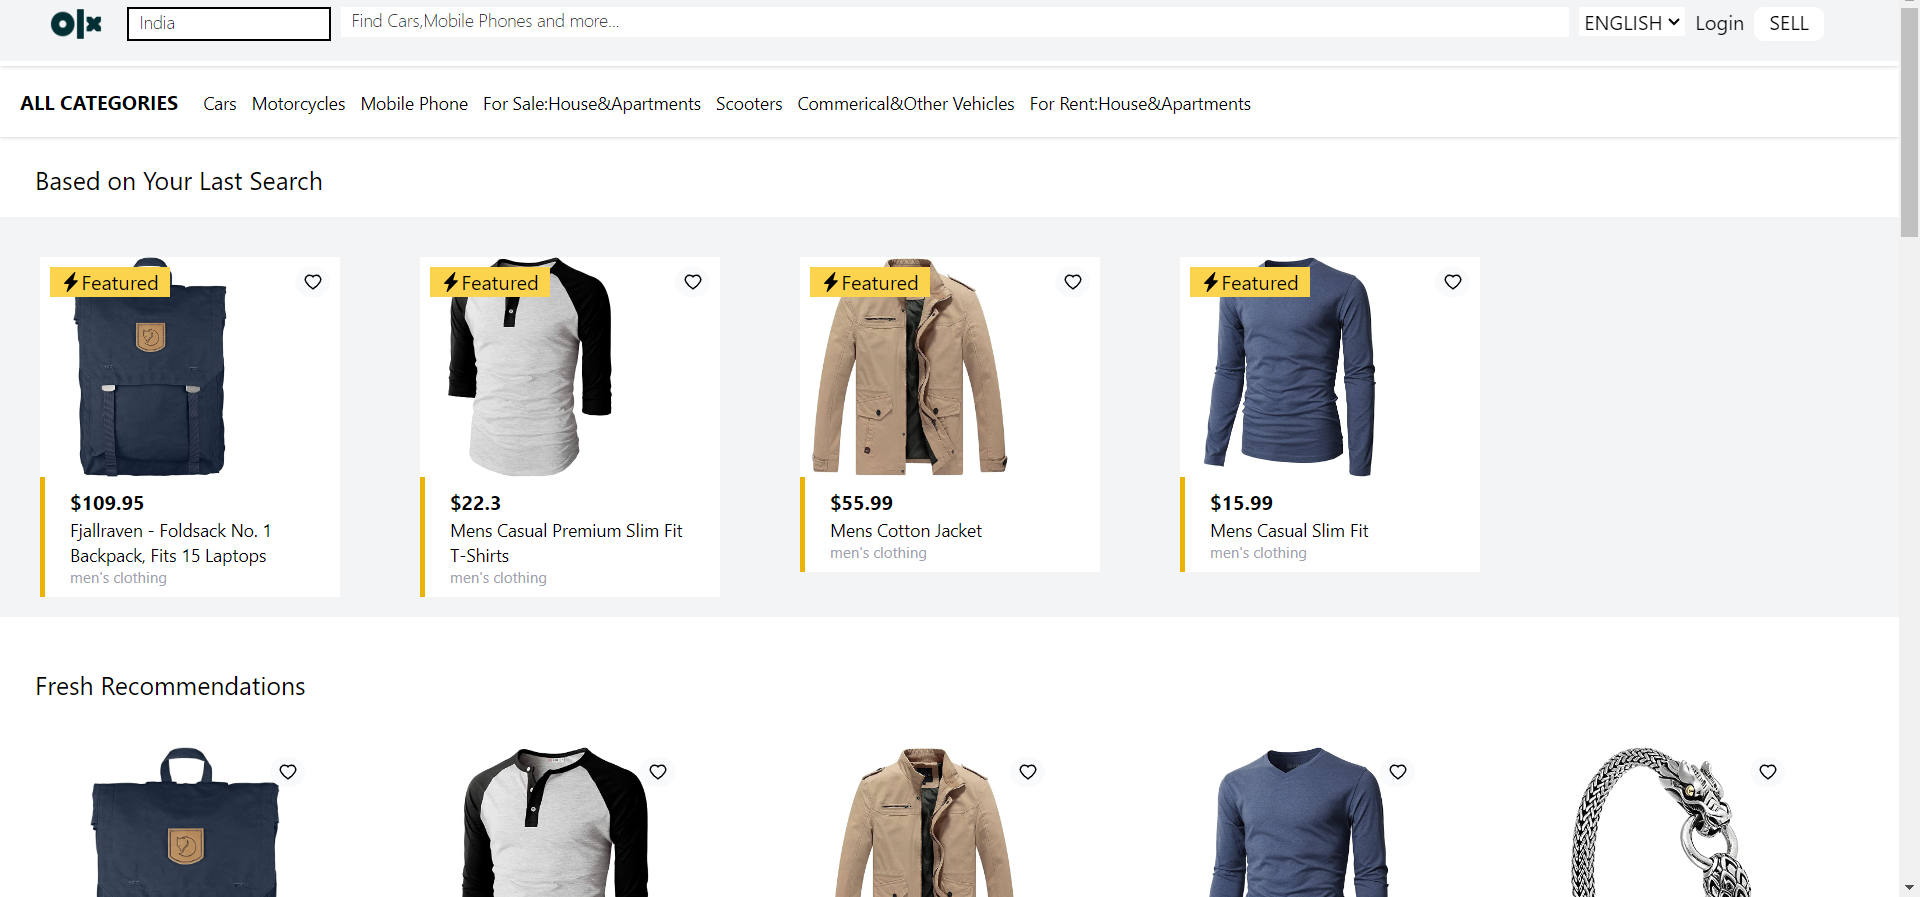 olx India Find Cars,Mobile Phones and more... ENGLISH Login SELL
ALL CATEGORIES Cars Motorcycles Mobile Phone For Sale:House&Apartments Scooters Commerical&Other Vehicles For Rent:House&Apartments
Based on Your Last Search
Featured
$109.95
Fjallraven - Foldsack No. 1
Backpack, Fits 15 Laptops
men's clothing
Featured
$22.3
Mens Casual Premium Slim Fit
T-Shirts
men's clothing
Featured
$55.99
Mens Cotton Jacket
men's clothing
Featured
$15.99
Mens Casual Slim Fit
men's clothing
Fresh Recommendations